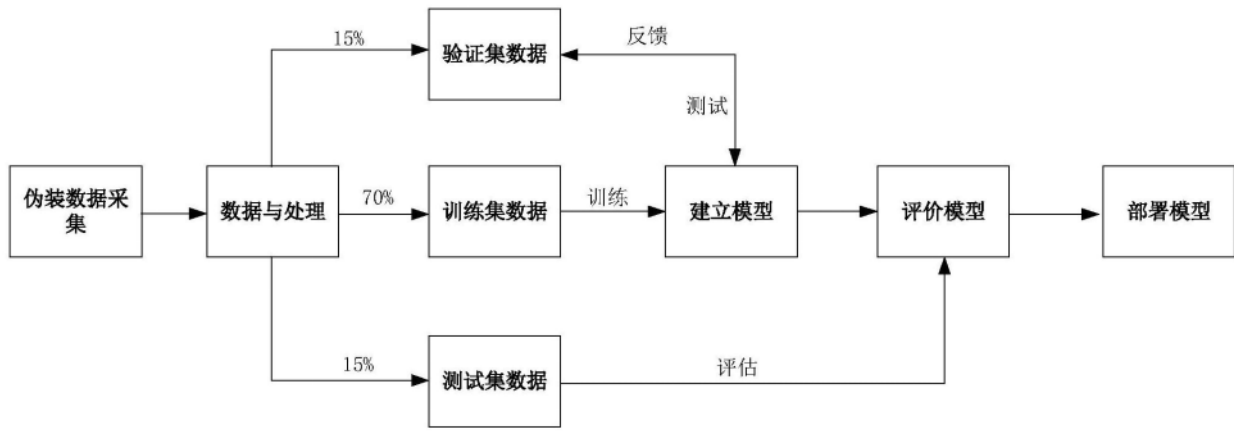 15%
验证集数据
反馈
测试
伪装数据采
集
数据与处理
70%
训练集数据
训练
建立模型
评价模型
部署模型
15%
测试集数据
评估